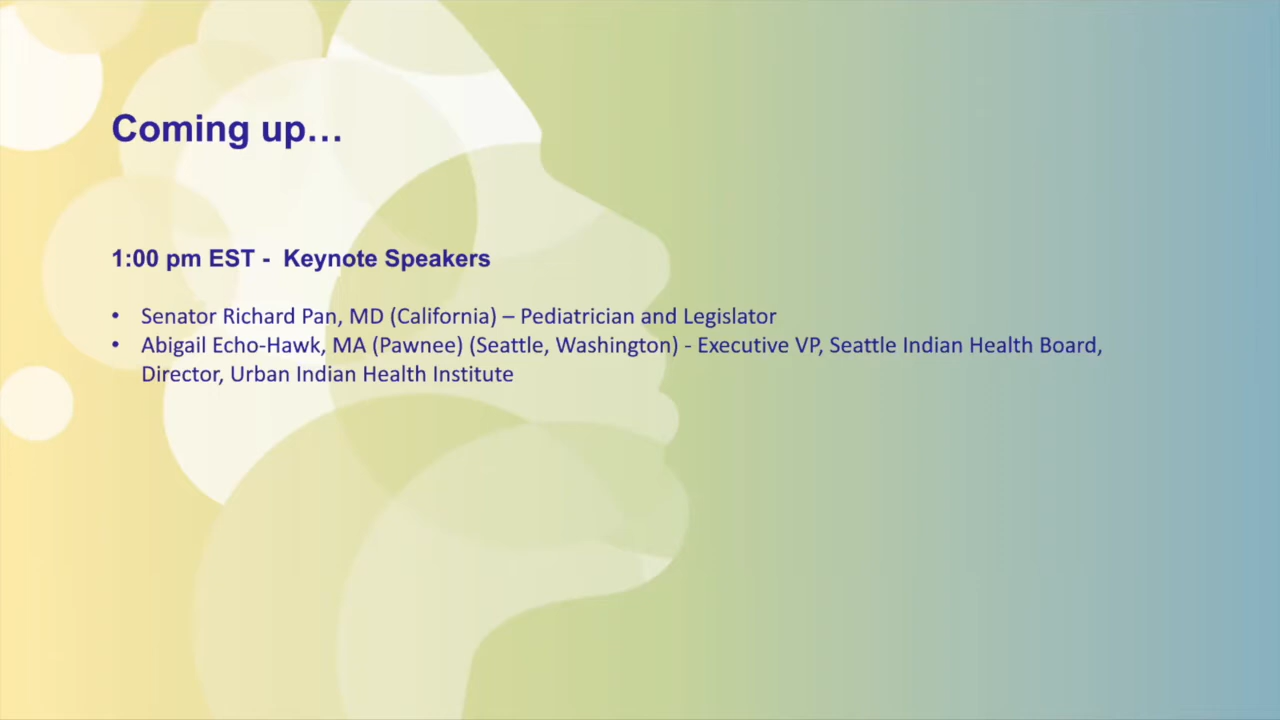 Coming up…
1:00 pm EST -  Keynote Speakers
• Senator Richard Pan, MD (California) – Pediatrician and Legislator
• Abigail Echo-Hawk, MA (Pawnee) (Seattle, Washington) - Executive VP, Seattle Indian Health Board,
Director, Urban Indian Health Institute